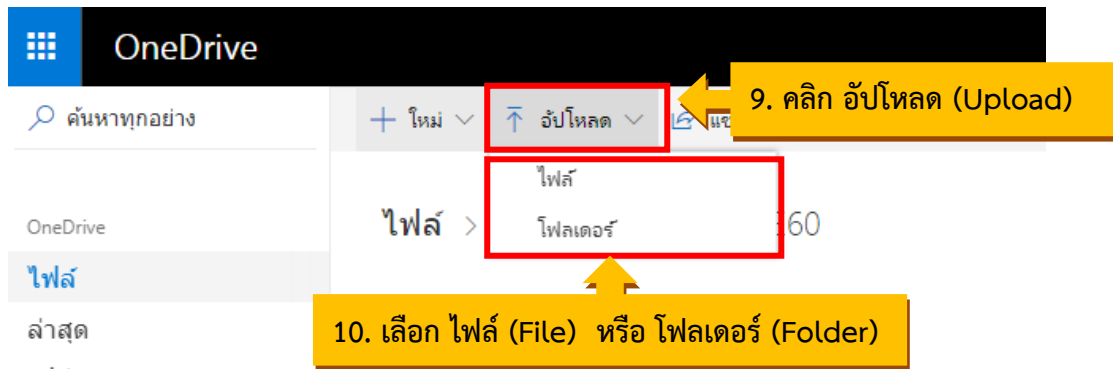 OneDrive
9. คลิก อัปโหลด (Upload)
ค้นหาทุกอย่าง
ใหม่
อัปโหลด
ไฟล์
โฟลเดอร์
OneDrive
ไฟล์ > 60
ไฟล์
ล่าสุด
10. เลือก ไฟล์ (File) หรือ โฟลเดอร์ (Folder)